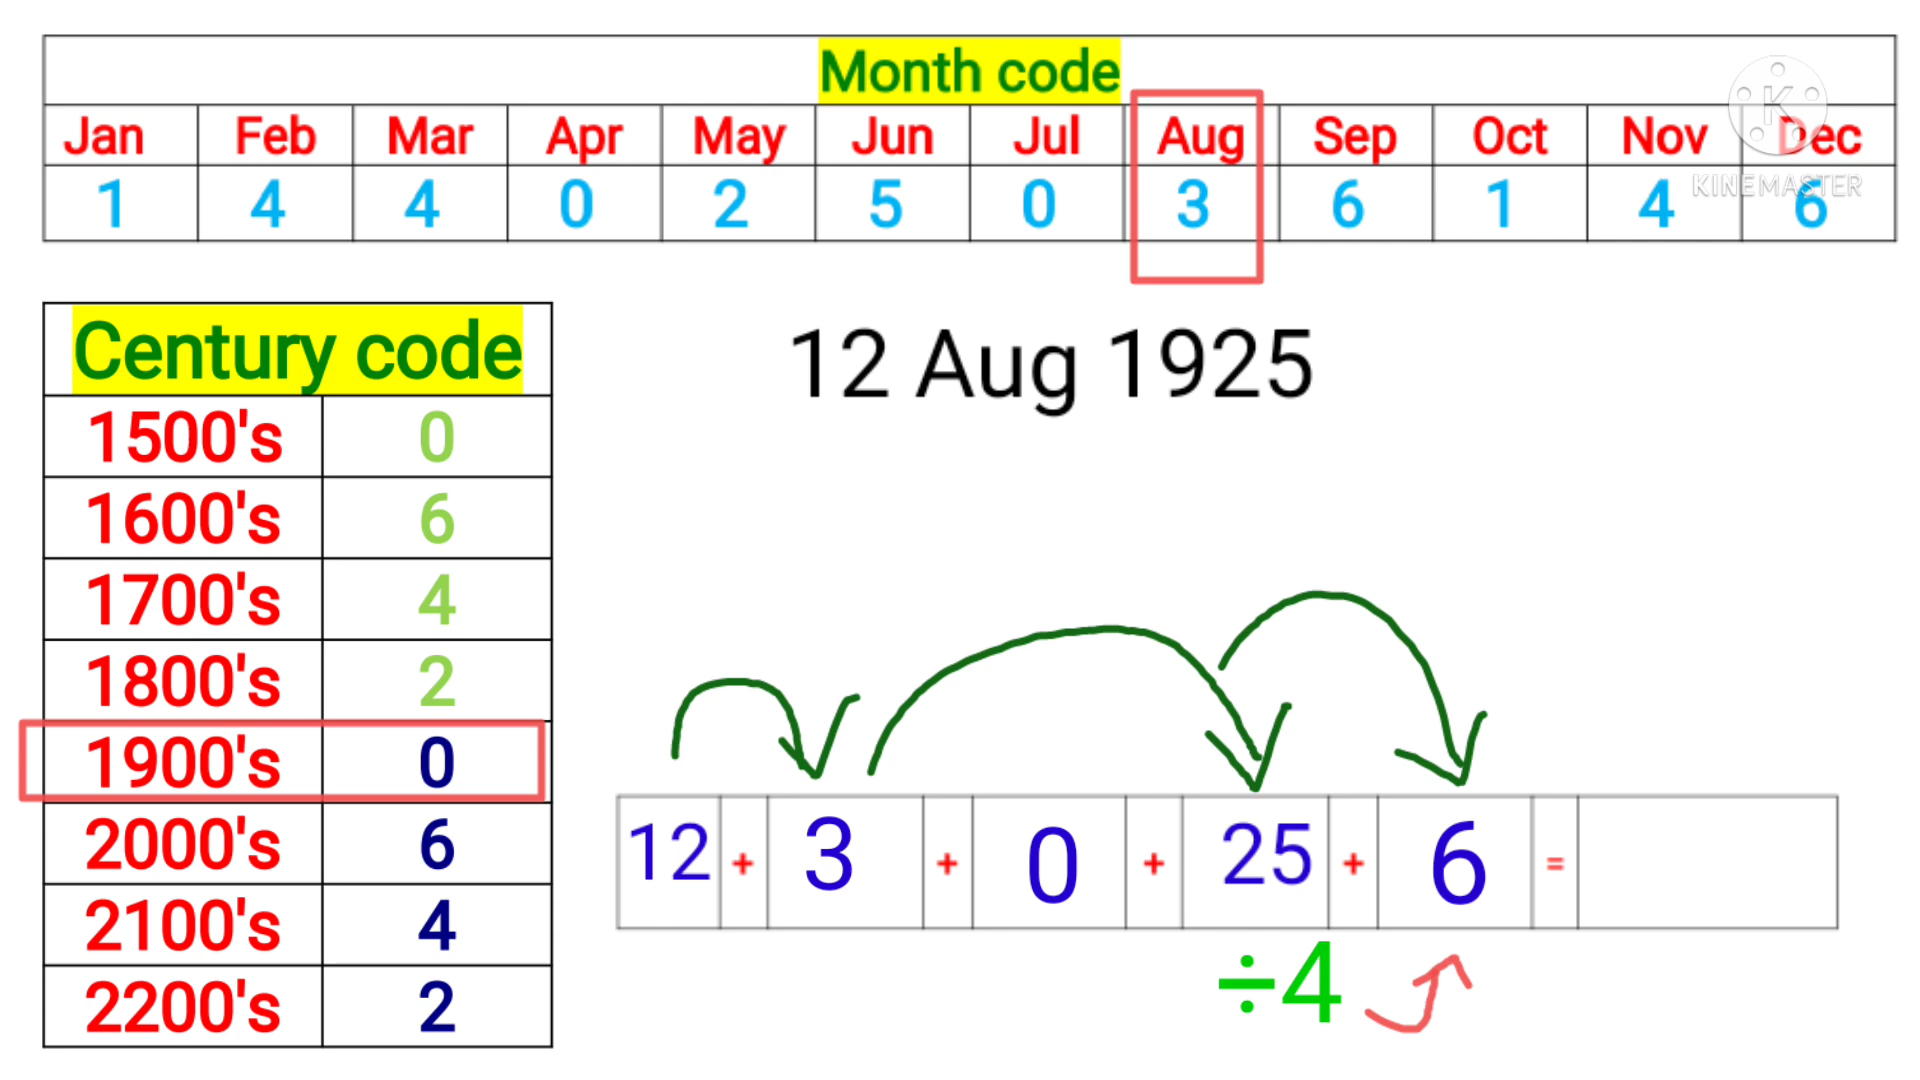 Month code
Jan Feb Mar Apr May Jun Jul Aug Sep Oct Nov Dec
1 4 4 0 2 5 0 3 6 1 4 6
K
KINEMASTER
Century code
1500's 0
1600's 6
1700's 4
1800's 2
1900's 0
2000's 6
2100's 4
2200's 2
12 Aug 1925
12 + 3 + 0 + 25 + 6 =
÷4